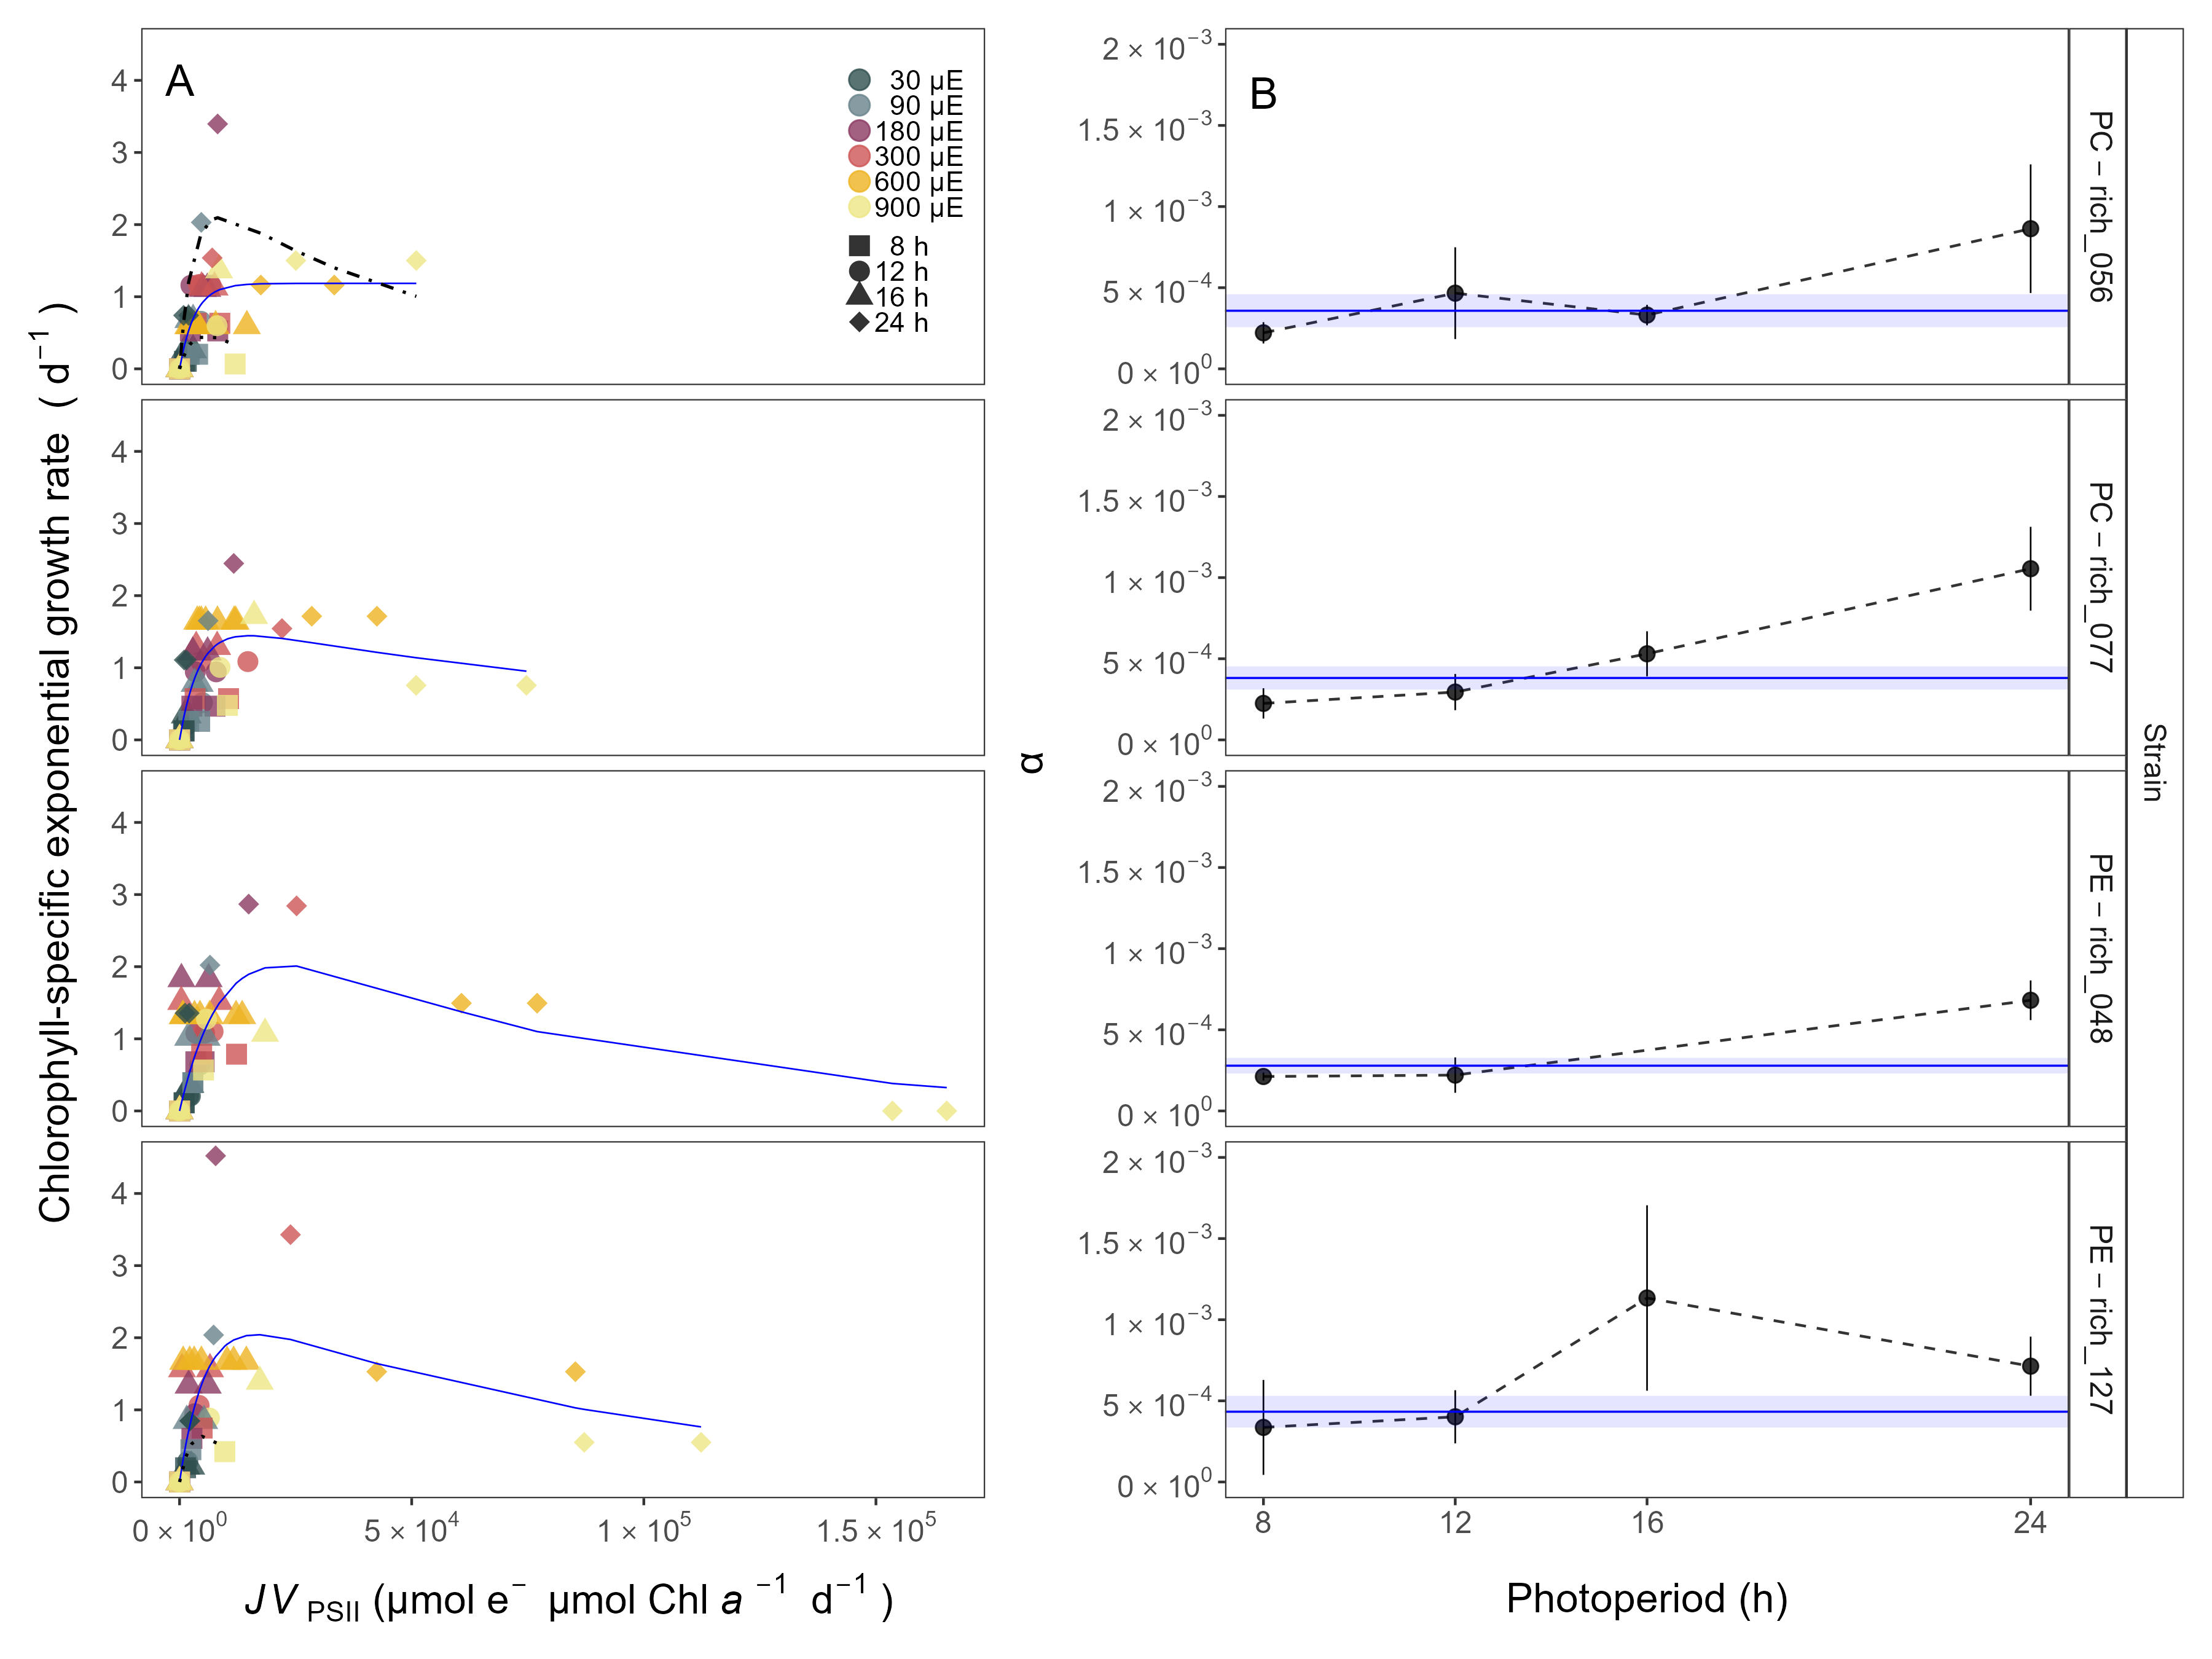 A
30 µE
90 µE
180 µE
300 µE
600 µE
900 µE
8 h
12 h
16 h
24 h
4
3
2
1
0
4
3
2
1
0
4
3
2
1
0
4
3
2
1
0
0 × 10⁰
5 × 10⁴
1 × 10⁵
1.5 × 10⁵
Chlorophyll-specific exponential growth rate ( d⁻¹ )
JV PSII (µmol e⁻ µmol Chl a ⁻¹ d⁻¹ )
B
2 × 10⁻³
1.5 × 10⁻³
1 × 10⁻³
5 × 10⁻⁴
0 × 10⁰
2 × 10⁻³
1.5 × 10⁻³
1 × 10⁻³
5 × 10⁻⁴
0 × 10⁰
2 × 10⁻³
1.5 × 10⁻³
1 × 10⁻³
5 × 10⁻⁴
0 × 10⁰
2 × 10⁻³
1.5 × 10⁻³
1 × 10⁻³
5 × 10⁻⁴
0 × 10⁰
α
8
12
16
24
Photoperiod (h)
PC − rich_056
PC − rich_077
PE − rich_048
PE − rich_127
Strain